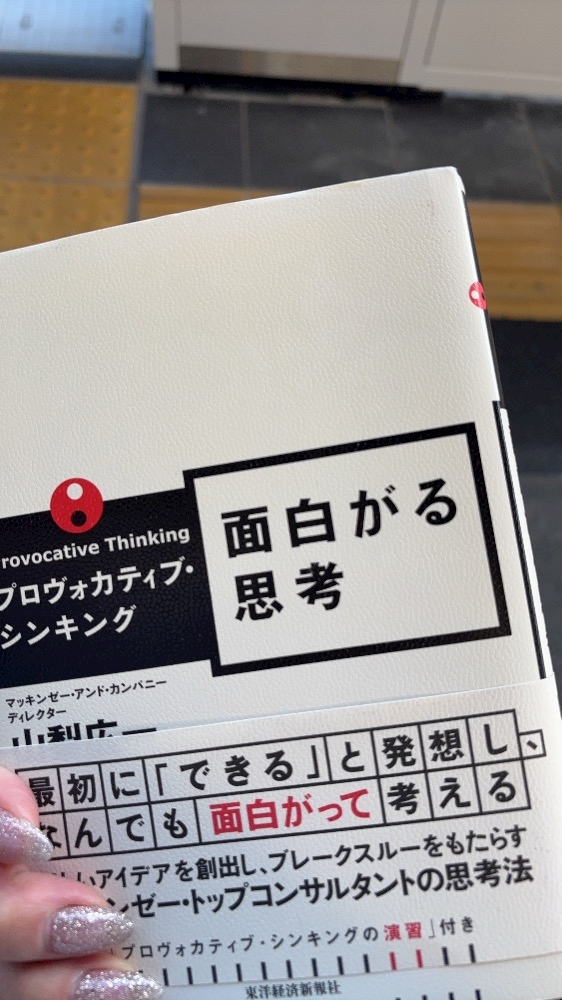 面白がる
思考
rovocative Thinking
プロヴォカティブ・
シンキング
マッキンゼー・アンド・カンパニー
ディレクター
山梨広一
最初に「できる」と発想し、
なんでも面白がって考える
しいアイデアを創出し、ブレークスルーをもたらす
ンゼー・トップコンサルタントの思考法
「プロヴォカティブ・シンキングの演習」付き
東洋経済新報社